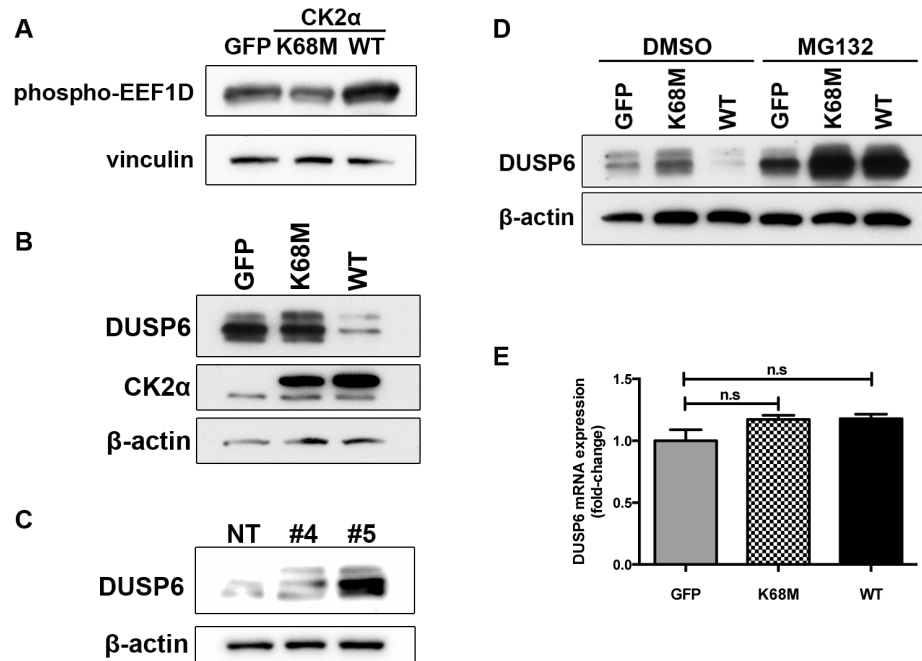 A
CK2α
GFP K68M WT
phospho-EEF1D
vinculin
B
GFP K68M WT
DUSP6
CK2α
β-actin
C
NT #4 #5
DUSP6
β-actin
D
DMSO MG132
GFP K68M WT GFP K68M WT
DUSP6
β-actin
E
n.s
n.s
DUSP6 mRNA expression
(fold-change)
1.5
1.0
0.5
0.0
GFP K68M WT